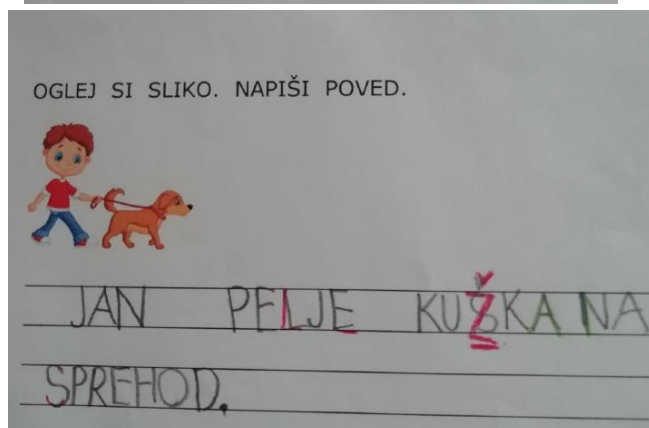 OGLEJ SI SLIKO. NAPIŠI POVED.
JAN PELJE KUŽKA NA
SPREHOD.